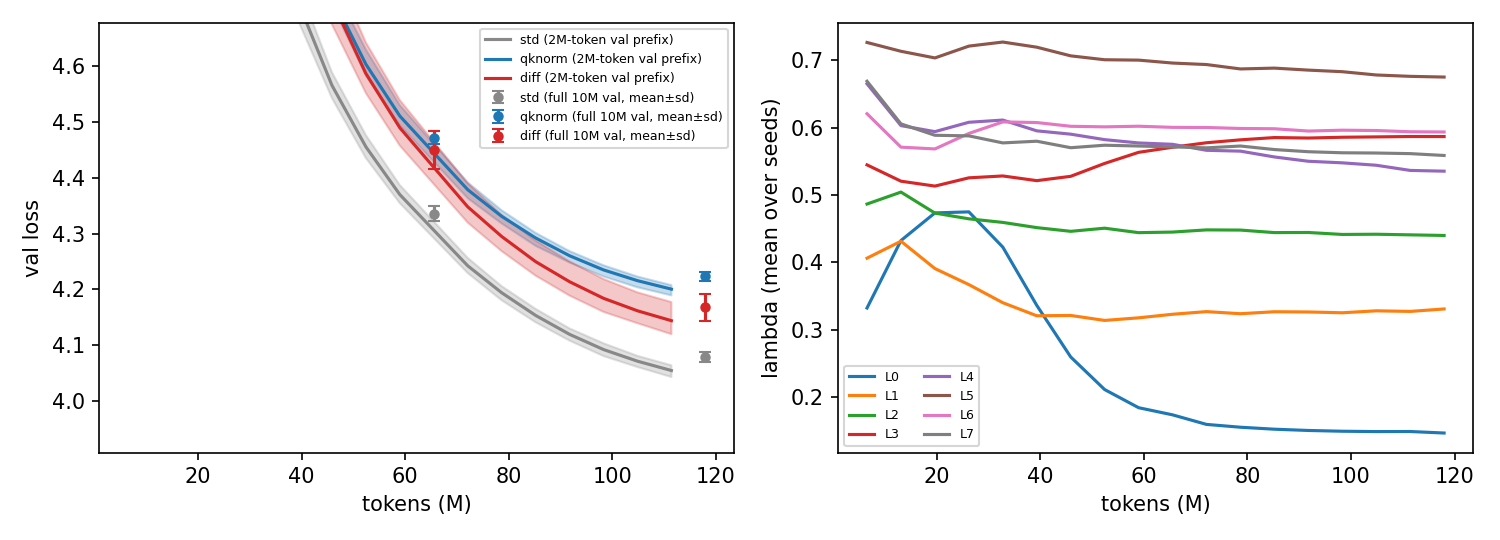 val loss
4.6
4.5
4.4
4.3
4.2
4.1
4.0
std (2M-token val prefix)
qknorm (2M-token val prefix)
diff (2M-token val prefix)
std (full 10M val, mean±sd)
qknorm (full 10M val, mean±sd)
diff (full 10M val, mean±sd)
20 40 60 80 100 120
tokens (M)
lambda (mean over seeds)
0.7
0.6
0.5
0.4
0.3
0.2
L0 L4
L1 L5
L2 L6
L3 L7
20 40 60 80 100 120
tokens (M)